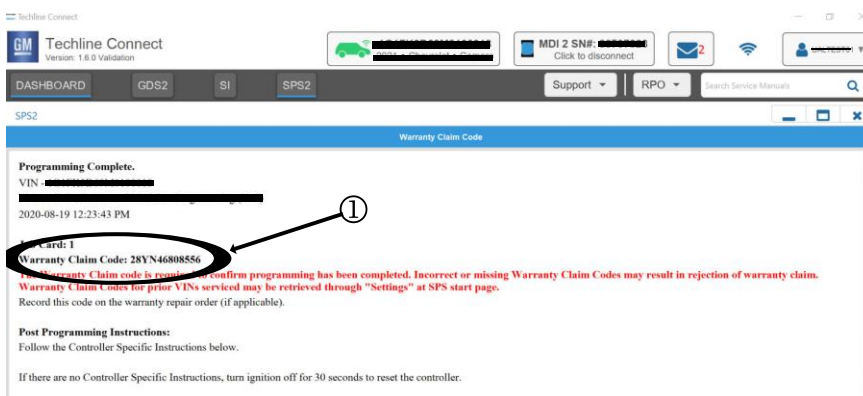 Techline Connect
GM
Techline Connect
Version: 1.6.0 Validation
MDI 2 SN#:
Click to disconnect
2
DASHBOARD GDS2 SI SPS2 Support RPO Search Service Manuals
SPS2
Warranty Claim Code
Programming Complete.
VIN -
2020-08-19 12:23:43 PM
①
Card: 1
Warranty Claim Code: 28YN46808556
The Warranty Claim code is required to confirm programming has been completed. Incorrect or missing Warranty Claim Codes may result in rejection of warranty claim.
Warranty Claim Codes for prior VINs serviced may be retrieved through "Settings" at SPS start page.
Record this code on the warranty repair order (if applicable).
Post Programming Instructions:
Follow the Controller Specific Instructions below.
If there are no Controller Specific Instructions, turn ignition off for 30 seconds to reset the controller.